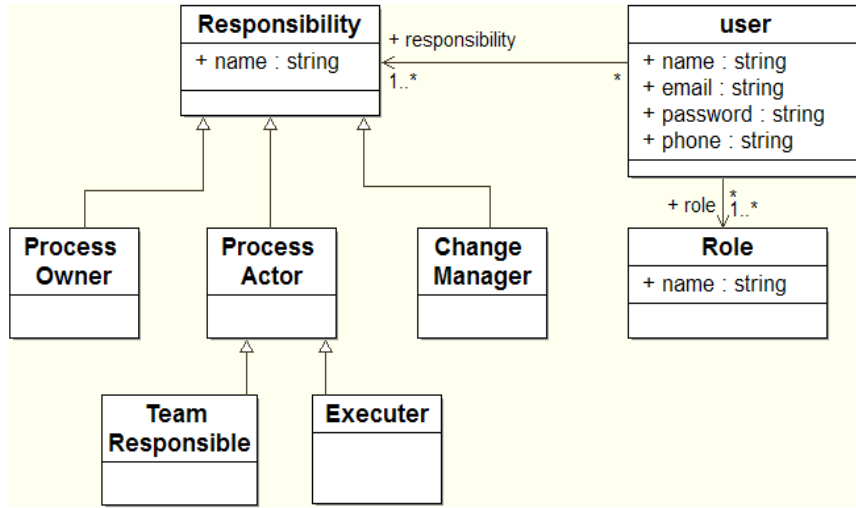 Responsibility
+ name : string
+ responsibility
1..*
*
user
+ name : string
+ email : string
+ password : string
+ phone : string
+ role
*
1..*
Process
Owner
Process
Actor
Change
Manager
Role
+ name : string
Team
Responsible
Executer